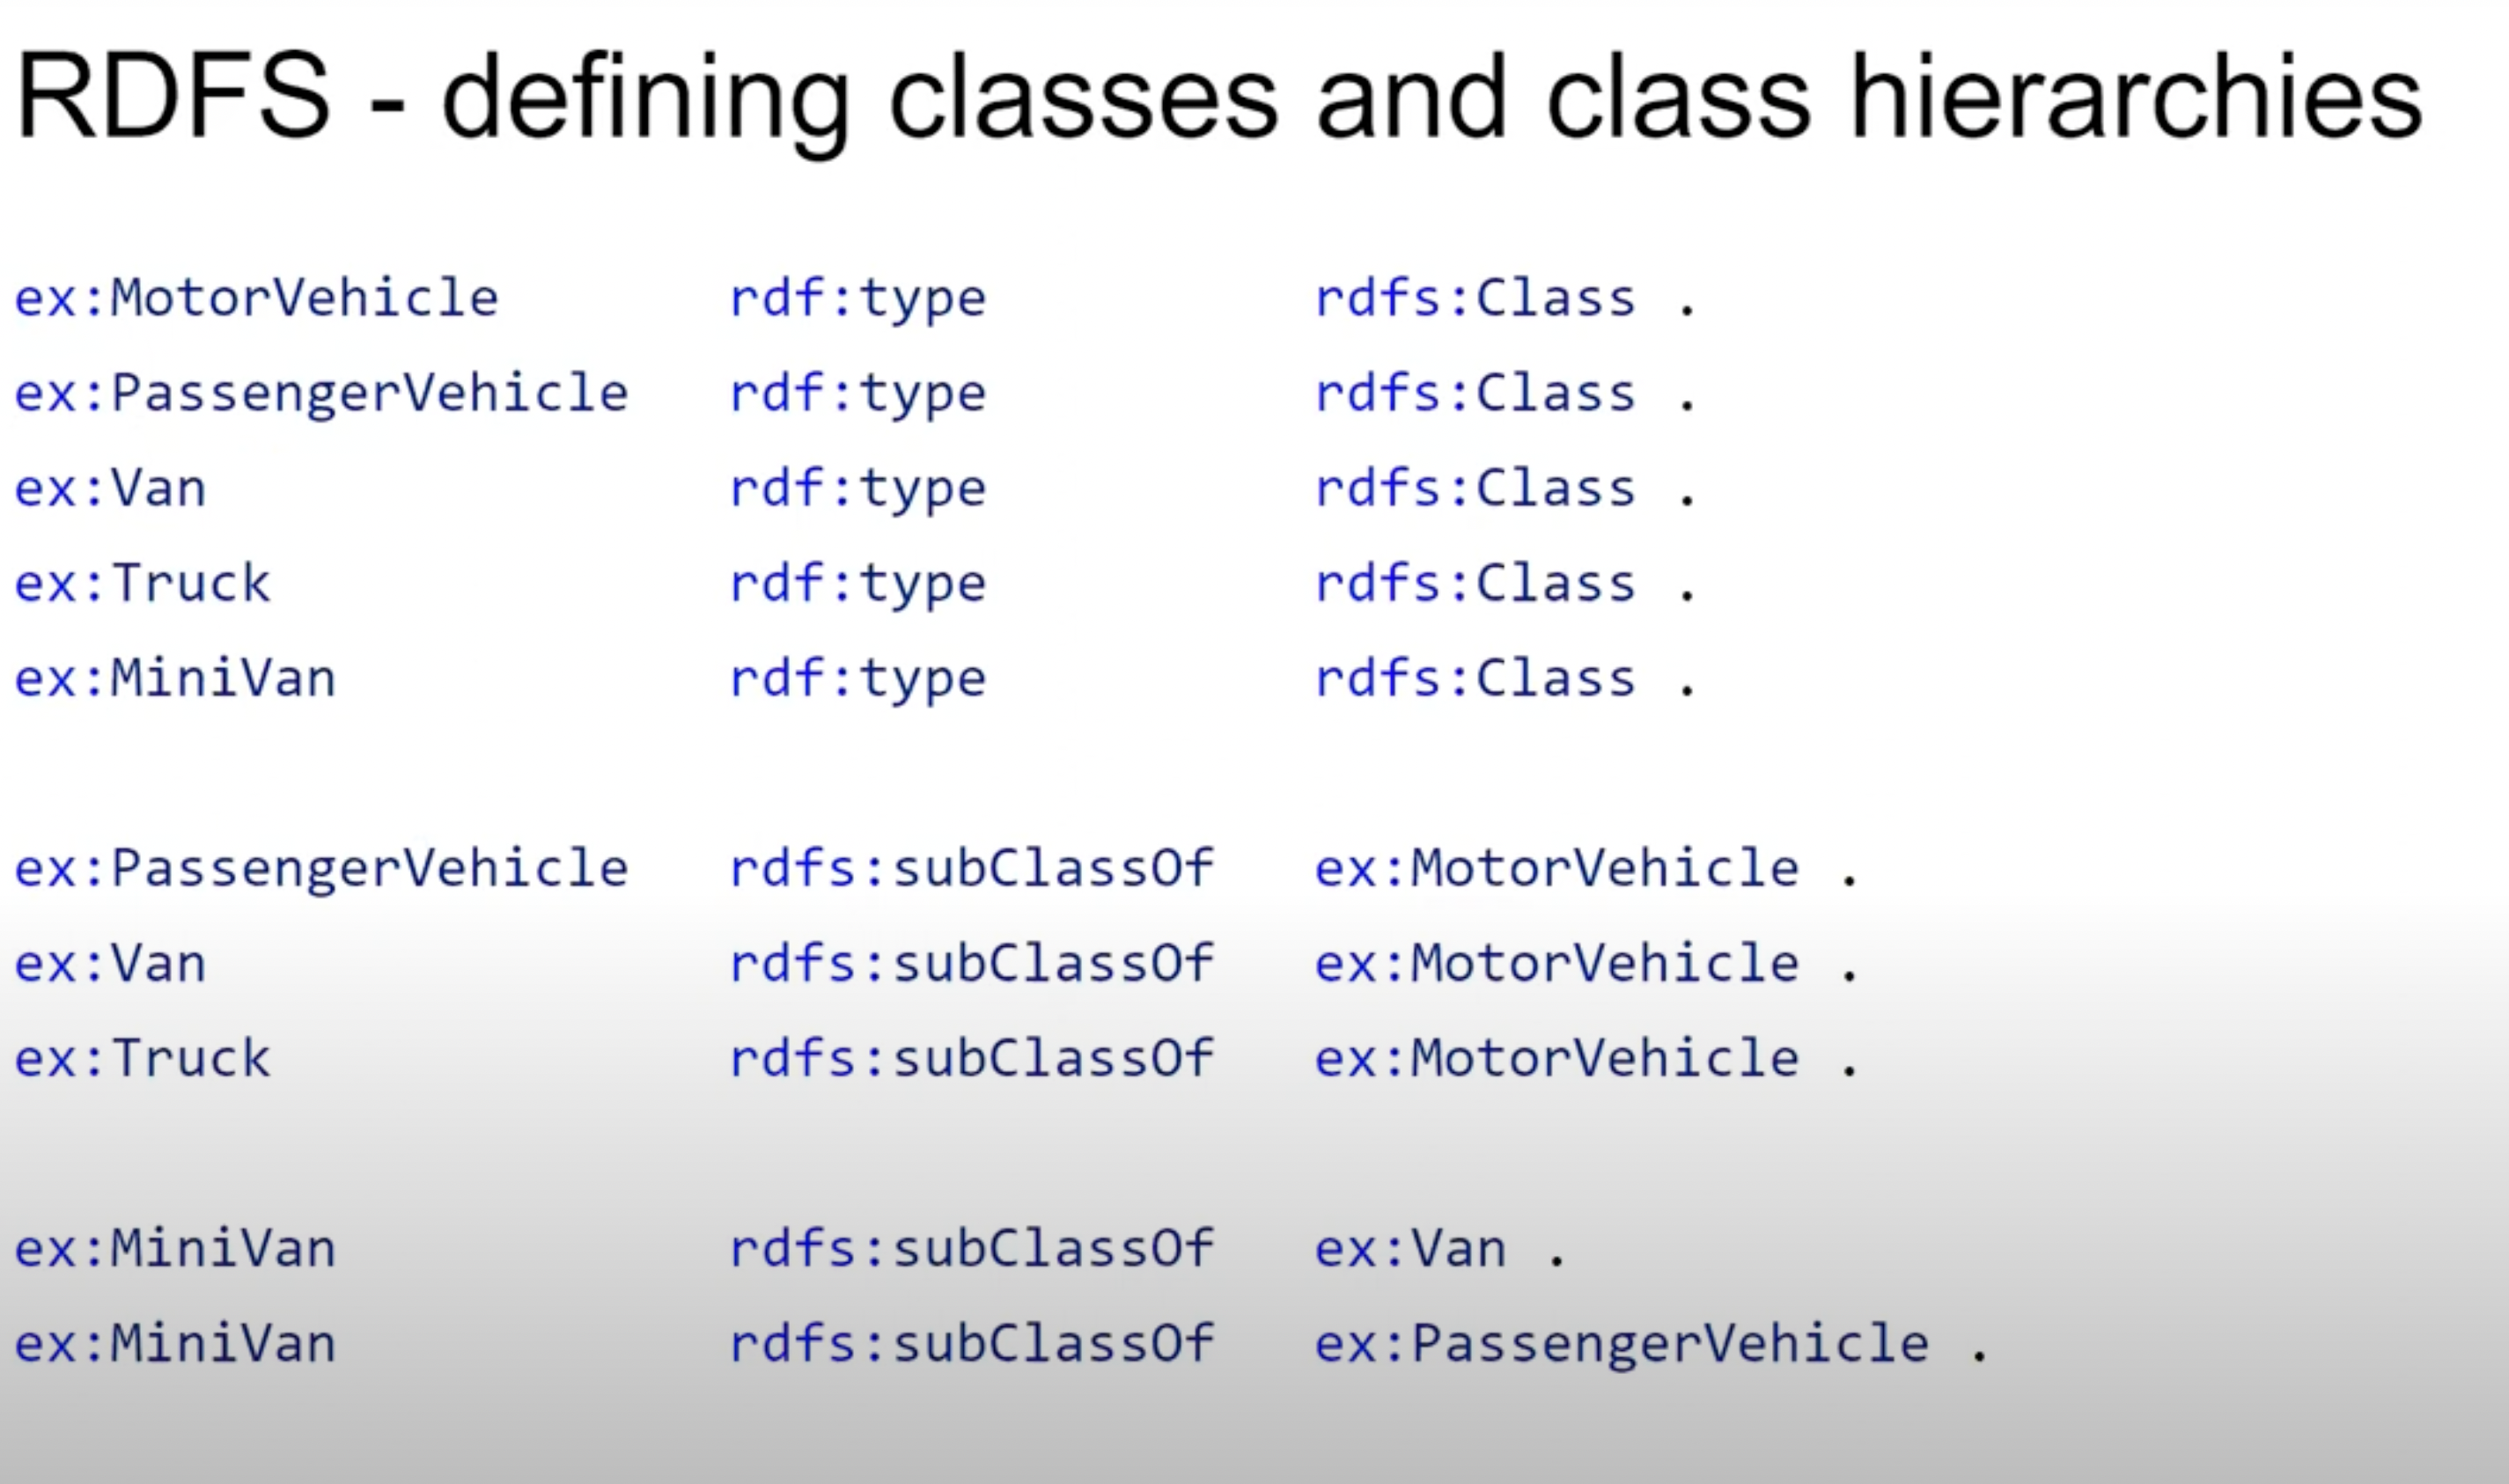 RDFS - defining classes and class hierarchies
ex:MotorVehicle rdf:type rdfs:Class .
ex:PassengerVehicle rdf:type rdfs:Class .
ex:Van rdf:type rdfs:Class .
ex:Truck rdf:type rdfs:Class .
ex:MiniVan rdf:type rdfs:Class .
ex:PassengerVehicle rdfs:subClassOf ex:MotorVehicle .
ex:Van rdfs:subClassOf ex:MotorVehicle .
ex:Truck rdfs:subClassOf ex:MotorVehicle .
ex:MiniVan rdfs:subClassOf ex:Van .
ex:MiniVan rdfs:subClassOf ex:PassengerVehicle .